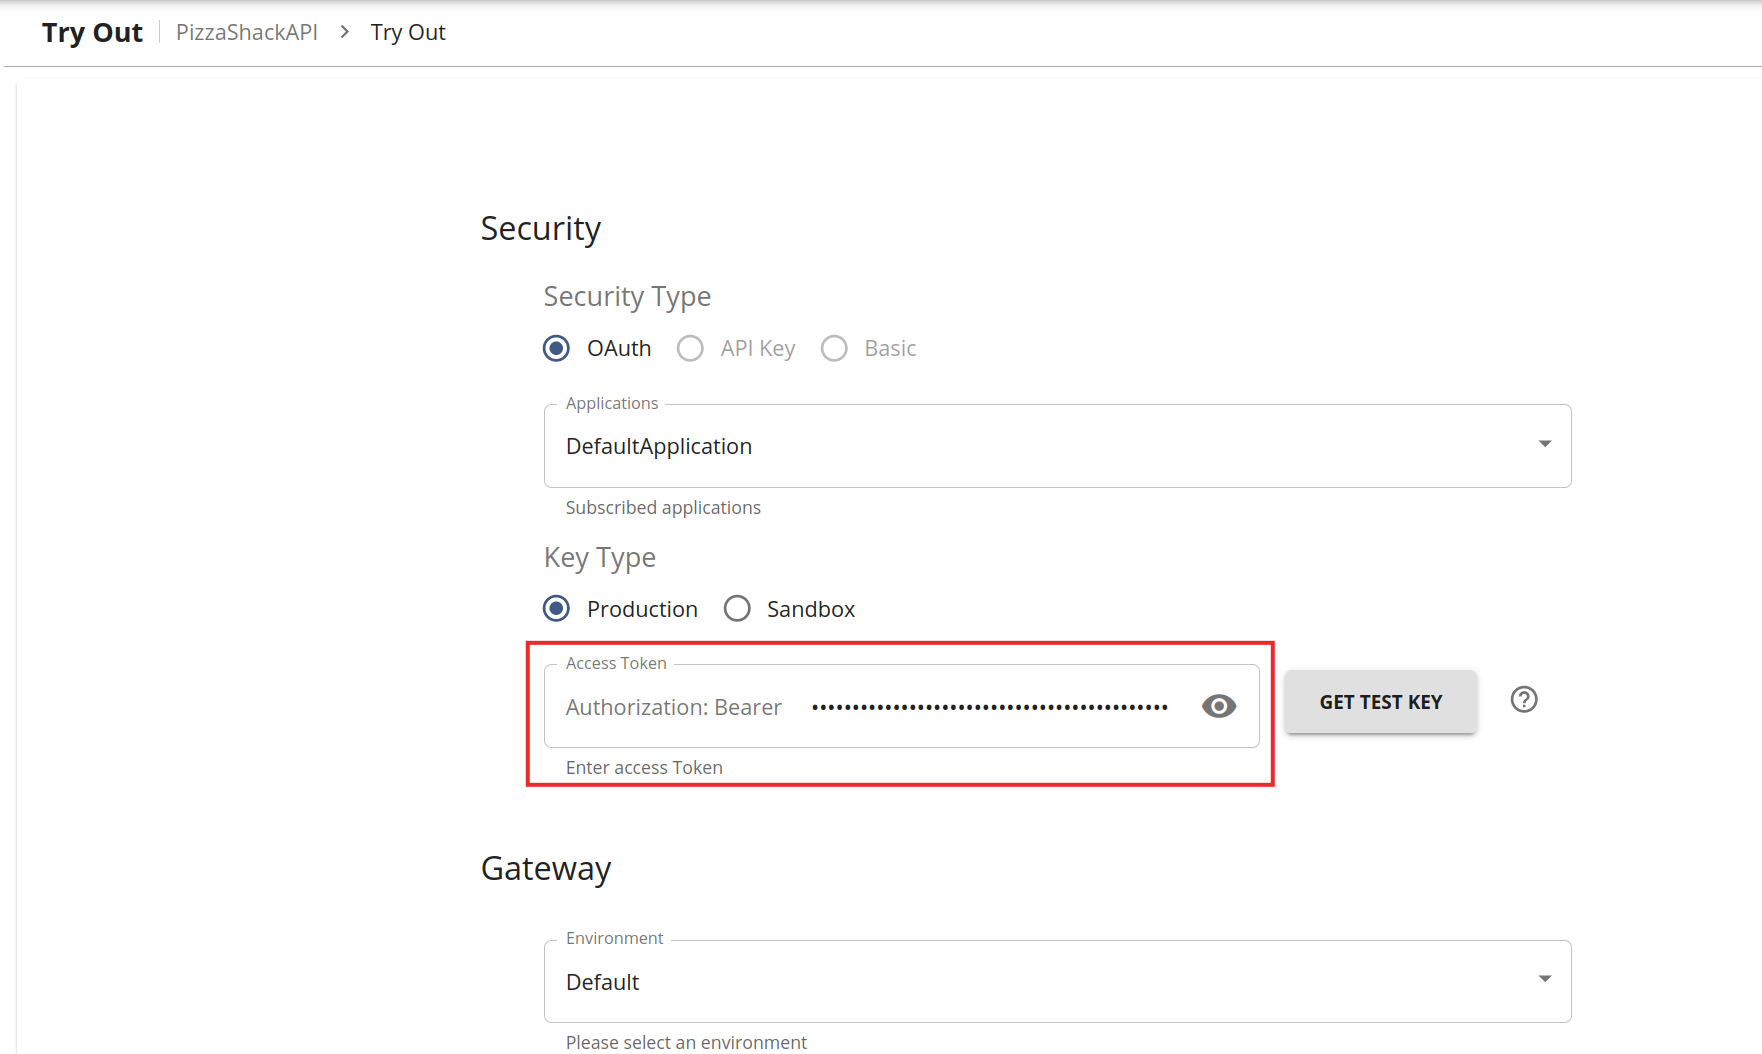 Try Out PizzaShackAPI > Try Out
Security
Security Type
OAuth API Key Basic
Applications
DefaultApplication
Subscribed applications
Key Type
Production Sandbox
Access Token
Authorization: Bearer ••••••••••••••••••••••••••••••••••••••••••••
GET TEST KEY
Enter access Token
Gateway
Environment
Default
Please select an environment